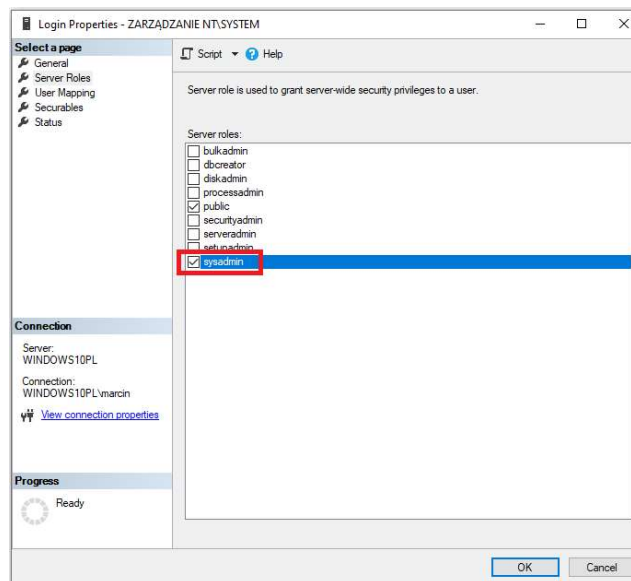 Login Properties - ZARZĄDZANIE NT\SYSTEM
Select a page
General
Server Roles
User Mapping
Securables
Status
Script
Help
Server role is used to grant server-wide security privileges to a user.
Server roles:
bulkadmin
dbcreator
diskadmin
processadmin
public
securityadmin
serveradmin
setupadmin
sysadmin
Connection
Server:
WINDOWS10PL
Connection:
WINDOWS10PL\marcin
View connection properties
Progress
Ready
OK
Cancel